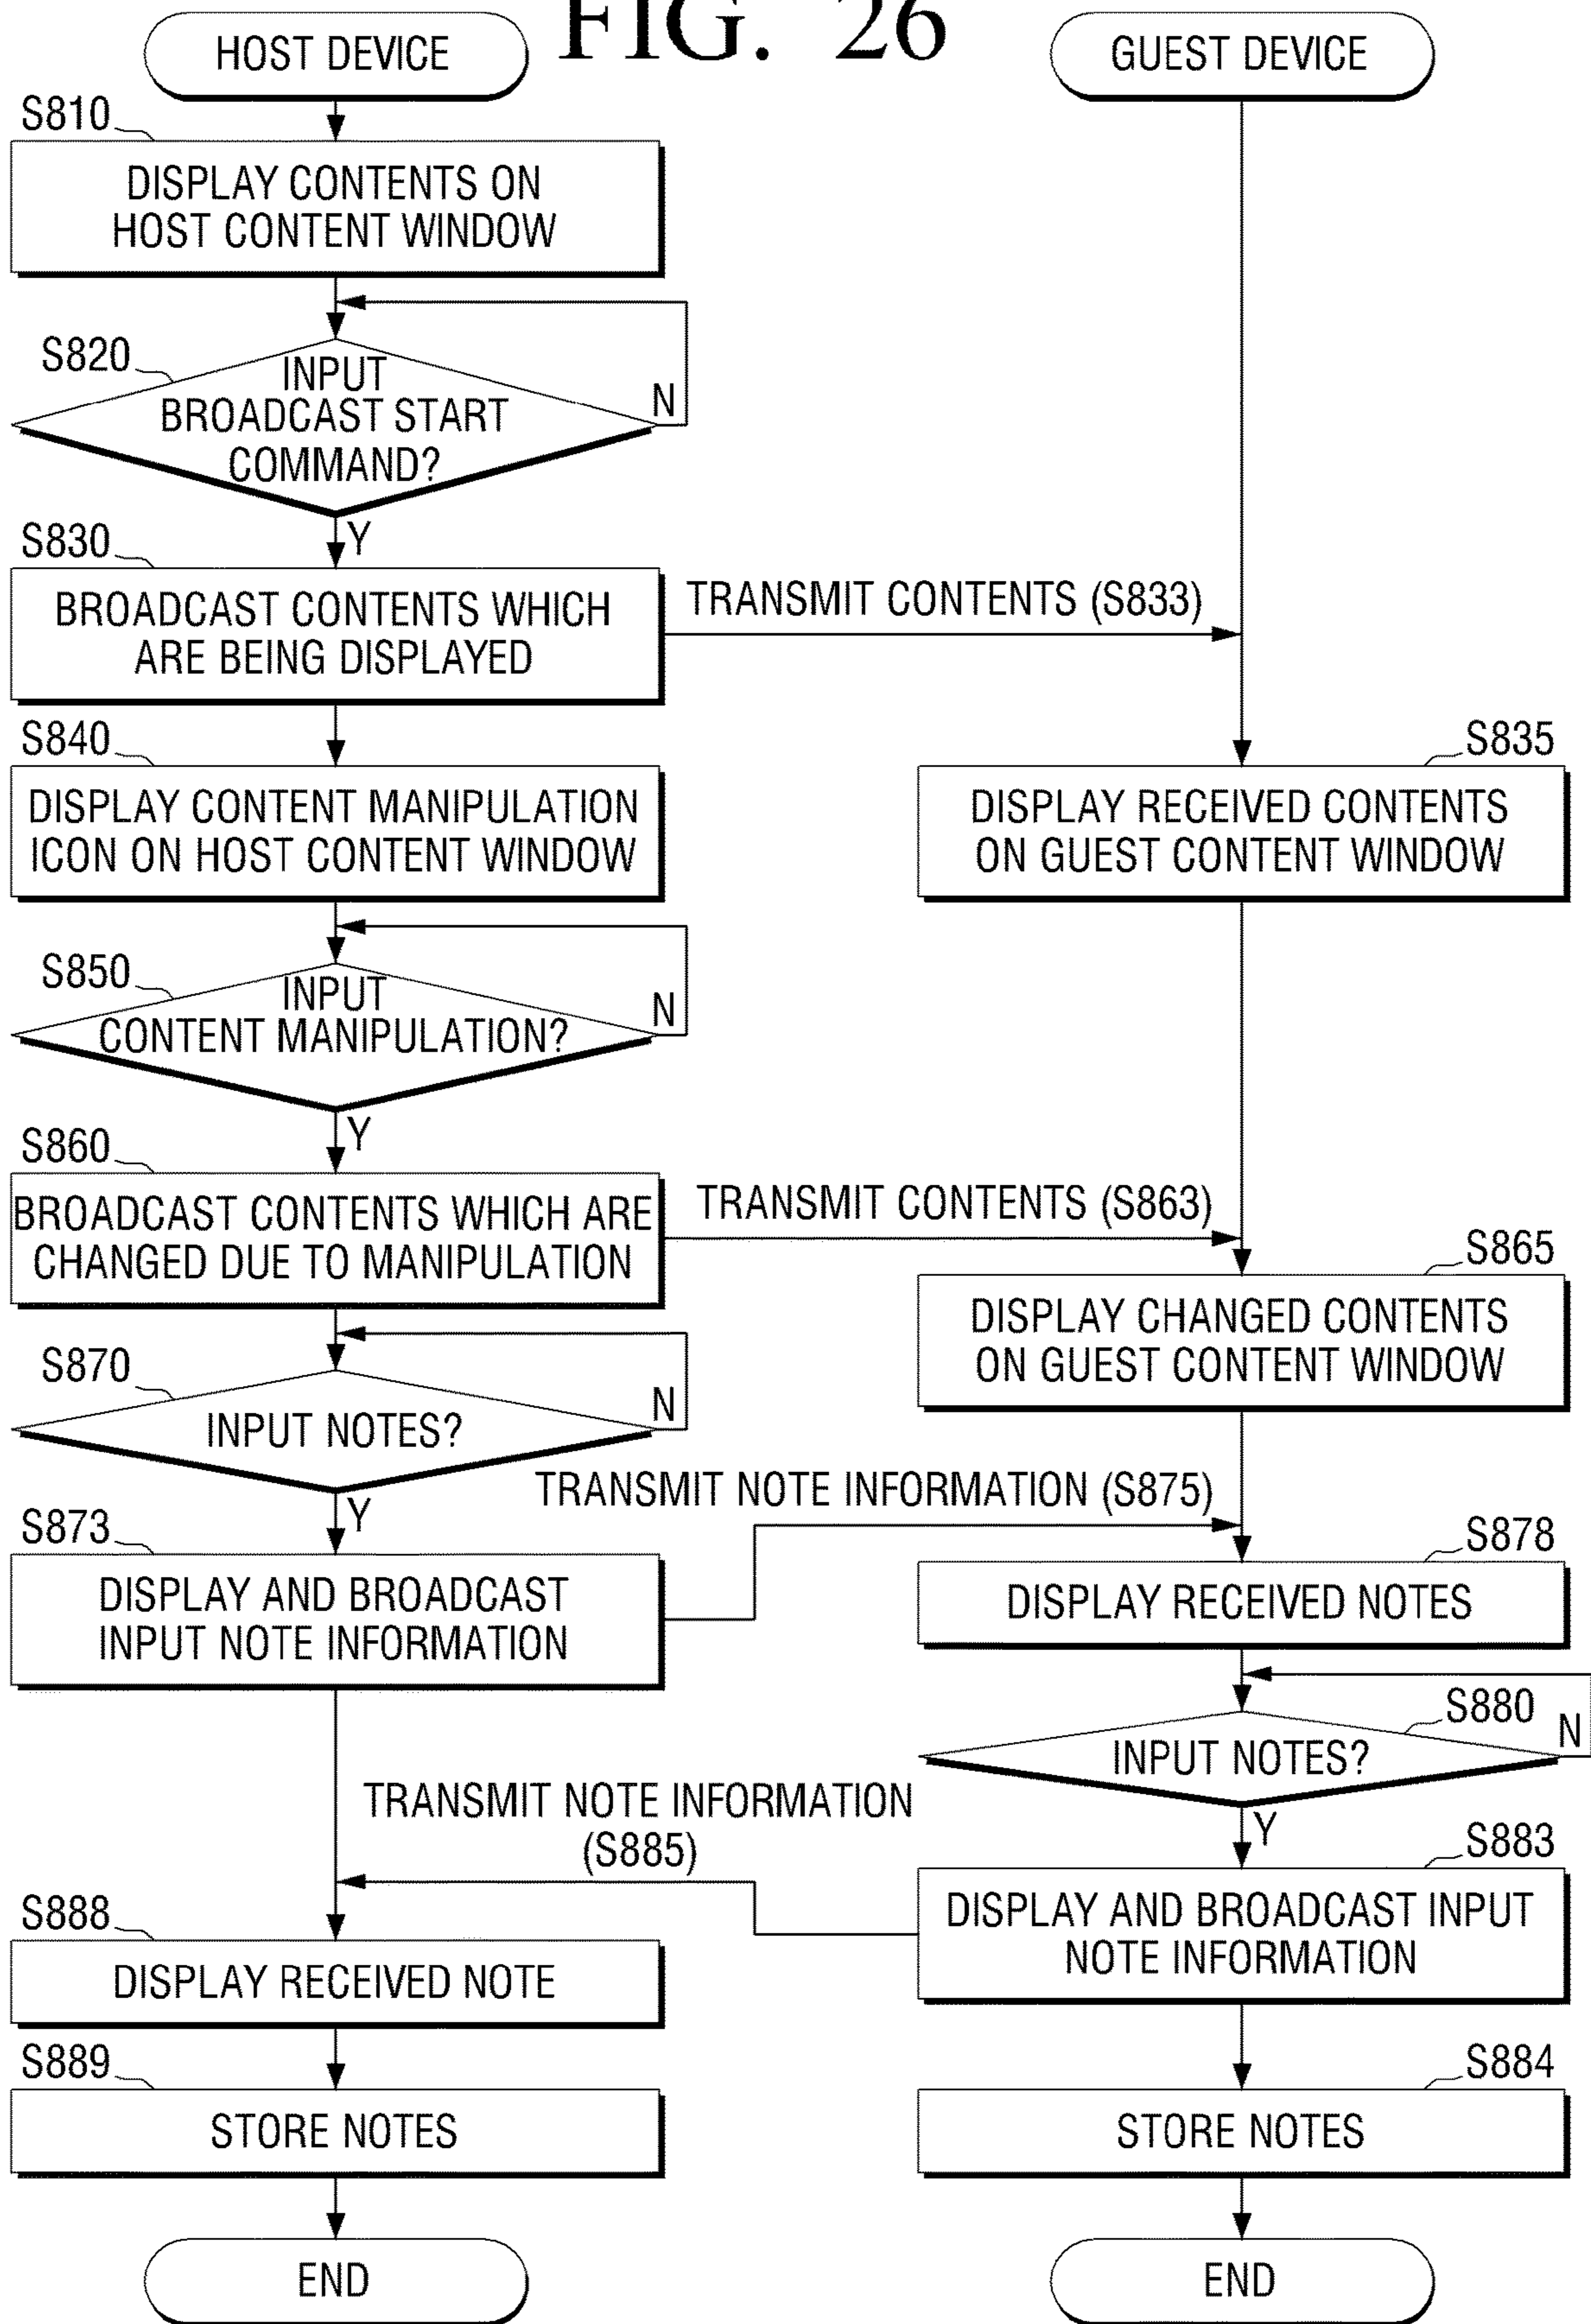 FIG. 26
HOST DEVICE
GUEST DEVICE
S810
DISPLAY CONTENTS ON
HOST CONTENT WINDOW
S820
INPUT
BROADCAST START
COMMAND?
N
Y
S830
BROADCAST CONTENTS WHICH
ARE BEING DISPLAYED
TRANSMIT CONTENTS (S833)
S840
DISPLAY CONTENT MANIPULATION
ICON ON HOST CONTENT WINDOW
S835
DISPLAY RECEIVED CONTENTS
ON GUEST CONTENT WINDOW
S850
INPUT
CONTENT MANIPULATION?
N
Y
S860
BROADCAST CONTENTS WHICH ARE
CHANGED DUE TO MANIPULATION
TRANSMIT CONTENTS (S863)
S865
DISPLAY CHANGED CONTENTS
ON GUEST CONTENT WINDOW
S870
INPUT NOTES?
N
Y
TRANSMIT NOTE INFORMATION (S875)
S873
DISPLAY AND BROADCAST
INPUT NOTE INFORMATION
S878
DISPLAY RECEIVED NOTES
S880
INPUT NOTES?
N
Y
TRANSMIT NOTE INFORMATION
(S885)
S883
DISPLAY AND BROADCAST INPUT
NOTE INFORMATION
S888
DISPLAY RECEIVED NOTE
S889
STORE NOTES
S884
STORE NOTES
END
END